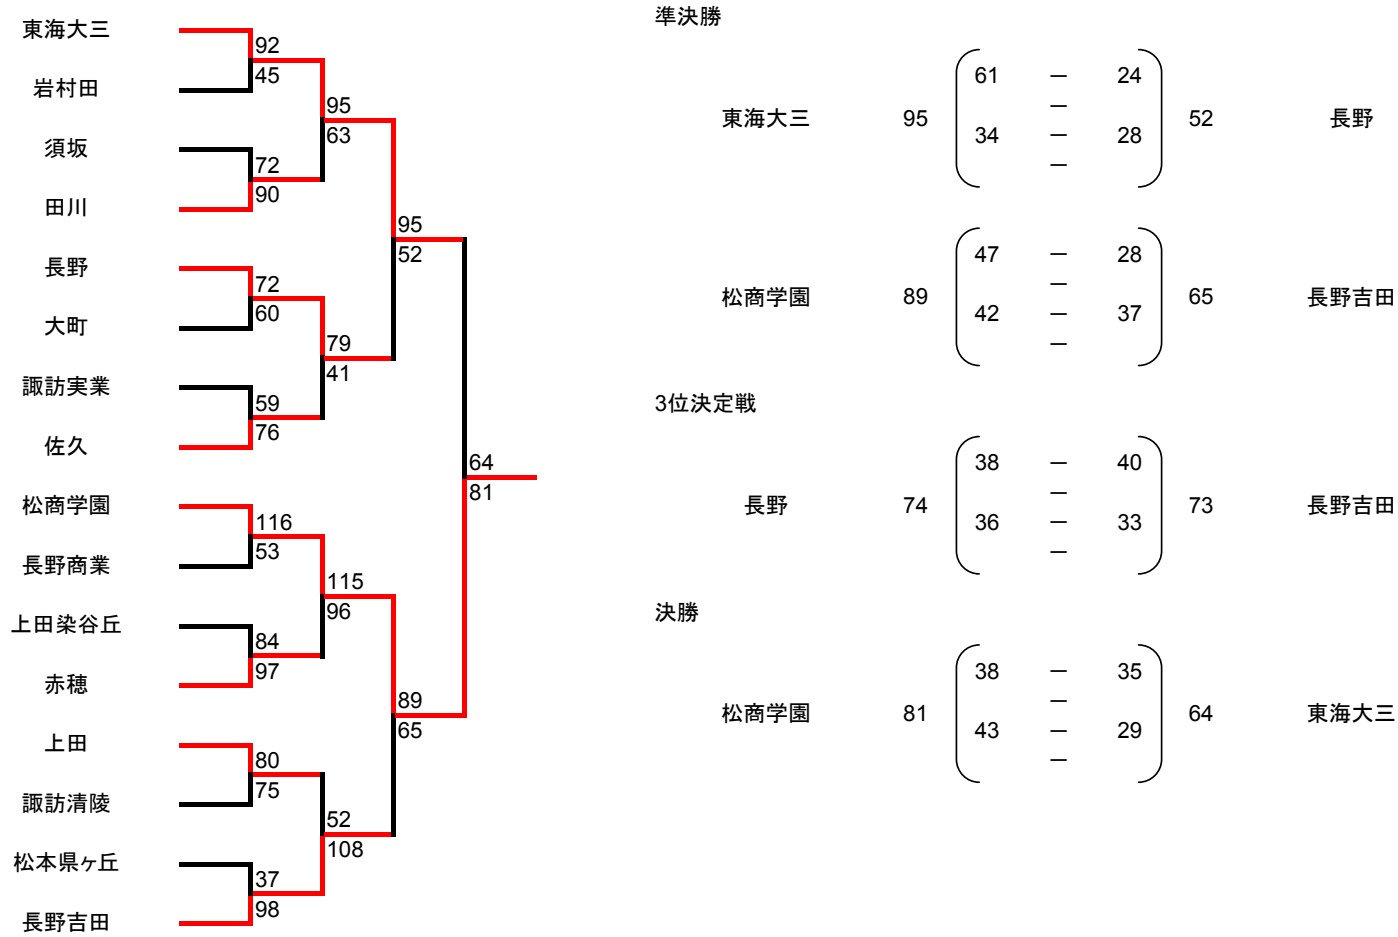 東海大三
92
45
岩村田
95
63
須坂
72
90
田川
95
52
長野
72
60
大町
79
41
諏訪実業
59
76
佐久
64
81
松商学園
116
53
長野商業
115
96
上田染谷丘
84
97
赤穂
89
65
上田
80
75
諏訪清陵
52
108
松本県ヶ丘
37
98
長野吉田
準決勝
61 － 24
－
東海大三 95 52 長野
34 － 28
－
47 － 28
－
松商学園 89 65 長野吉田
42 － 37
－
3位決定戦
38 － 40
－
長野 74 73 長野吉田
36 － 33
－
決勝
38 － 35
－
松商学園 81 64 東海大三
43 － 29
－